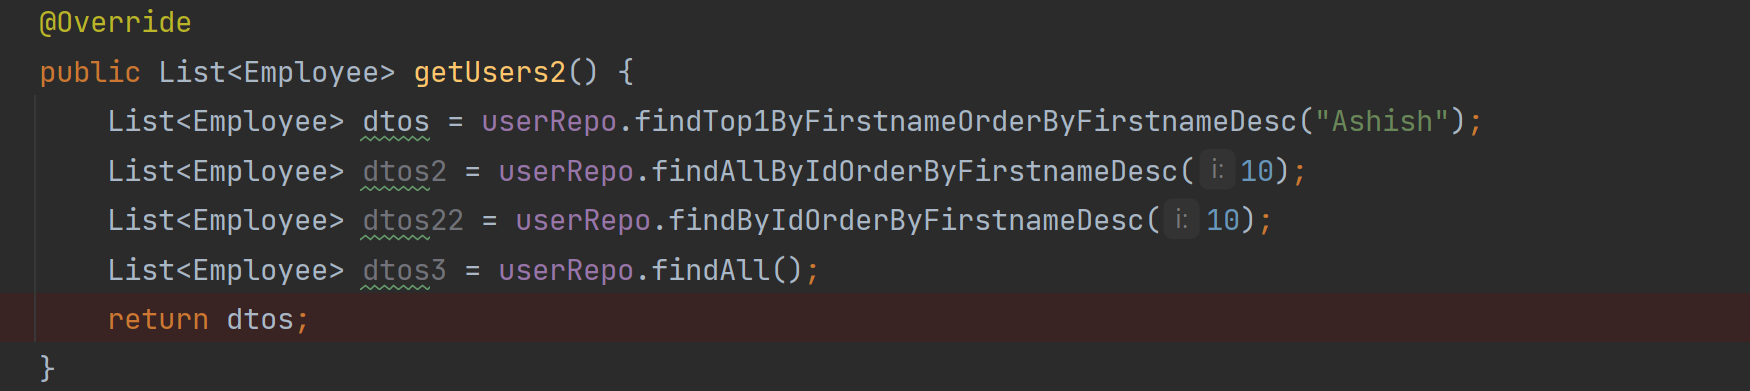 @Override
public List<Employee> getUsers2() {
List<Employee> dtos = userRepo.findTop1ByFirstnameOrderByFirstnameDesc("Ashish");
List<Employee> dtos2 = userRepo.findAllByIdOrderByFirstnameDesc( i: 10);
List<Employee> dtos22 = userRepo.findByIdOrderByFirstnameDesc( i: 10);
List<Employee> dtos3 = userRepo.findAll();
return dtos;
}